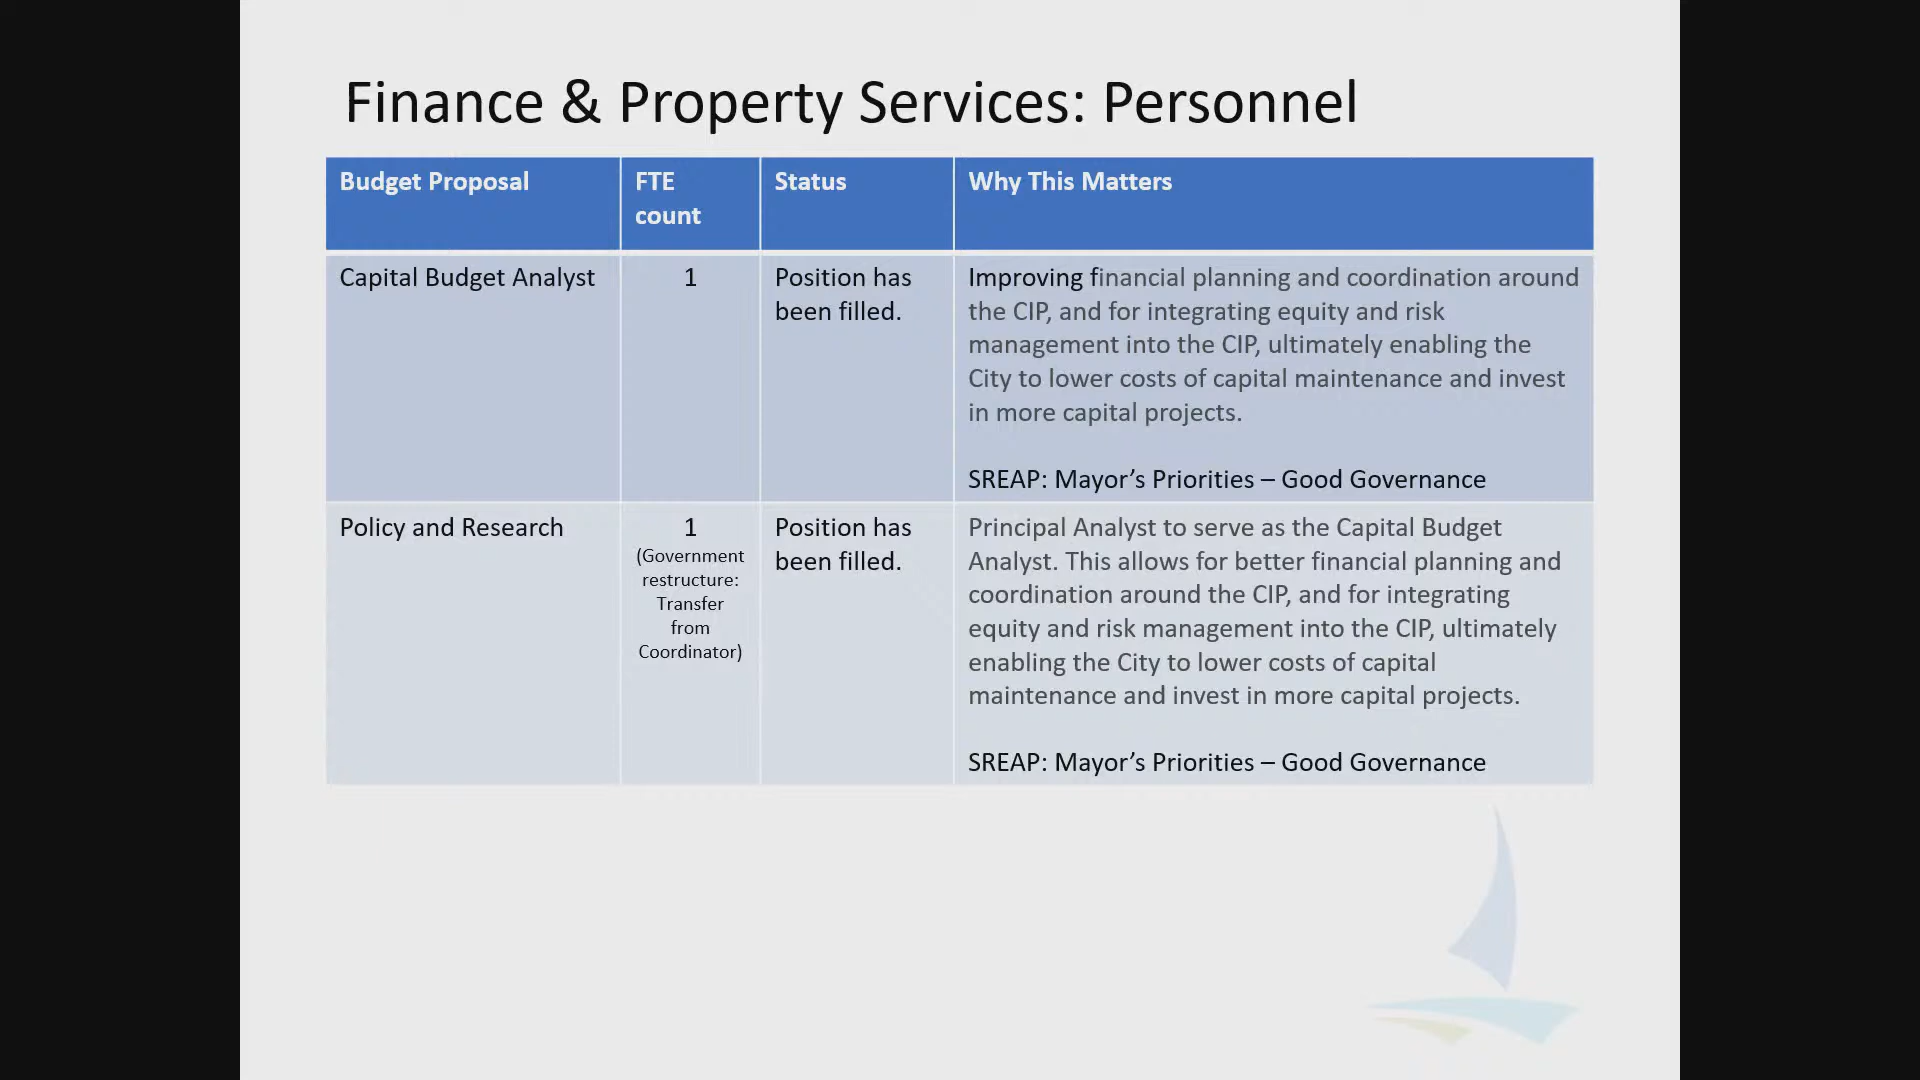 Finance & Property Services: Personnel
Budget Proposal
FTE
count
Status
Why This Matters
Capital Budget Analyst
1
Position has
been filled.
Improving financial planning and coordination around
the CIP, and for integrating equity and risk
management into the CIP, ultimately enabling the
City to lower costs of capital maintenance and invest
in more capital projects.
SREAP: Mayor’s Priorities – Good Governance
Policy and Research
1
(Government
restructure:
Transfer
from
Coordinator)
Position has
been filled.
Principal Analyst to serve as the Capital Budget
Analyst. This allows for better financial planning and
coordination around the CIP, and for integrating
equity and risk management into the CIP, ultimately
enabling the City to lower costs of capital
maintenance and invest in more capital projects.
SREAP: Mayor’s Priorities – Good Governance